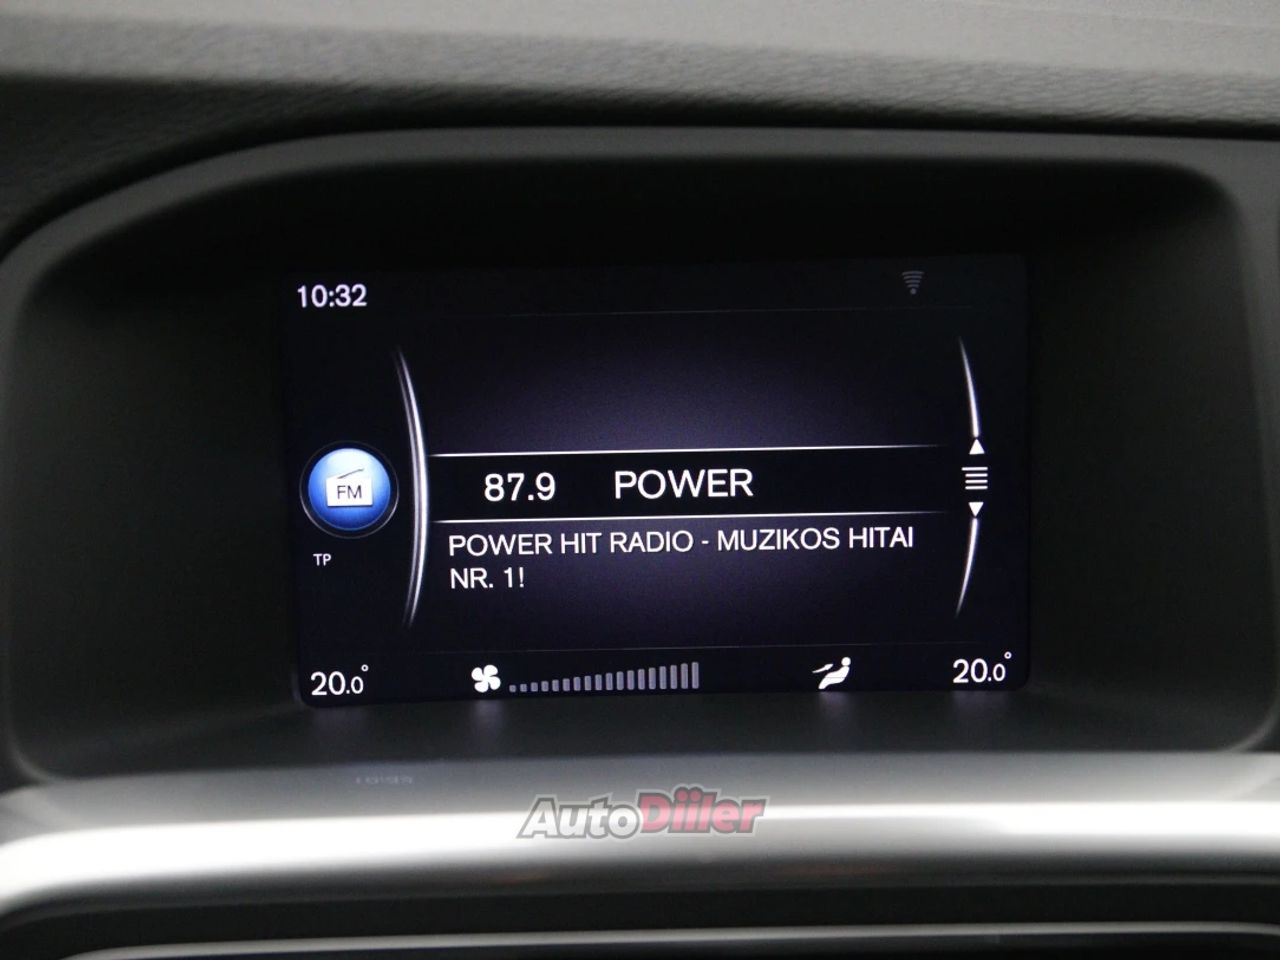 10:32
FM
87.9 POWER
POWER HIT RADIO - MUZIKOS HITAI
NR. 1!
TP
20.0° 20.0°
AutoDiiler